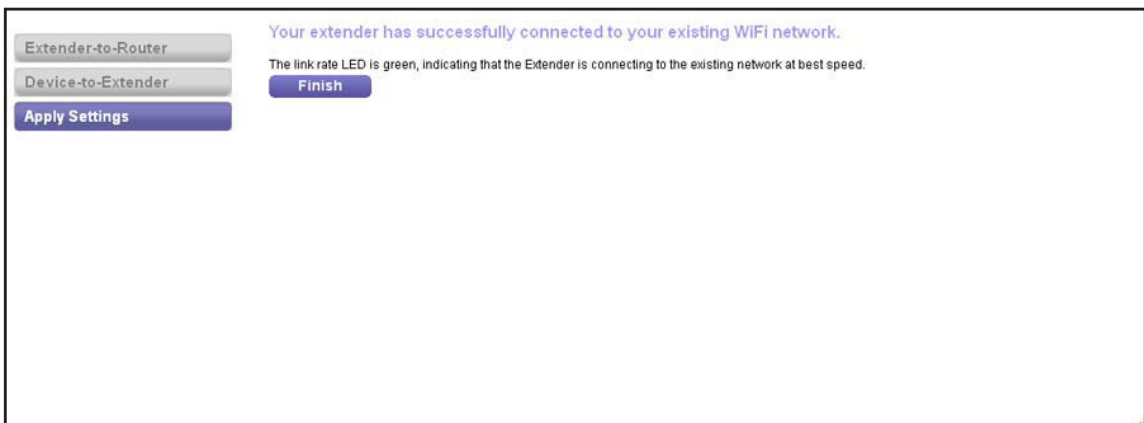 Extender-to-Router
Device-to-Extender
Apply Settings
Your extender has successfully connected to your existing WiFi network.
The link rate LED is green, indicating that the Extender is connecting to the existing network at best speed.
Finish